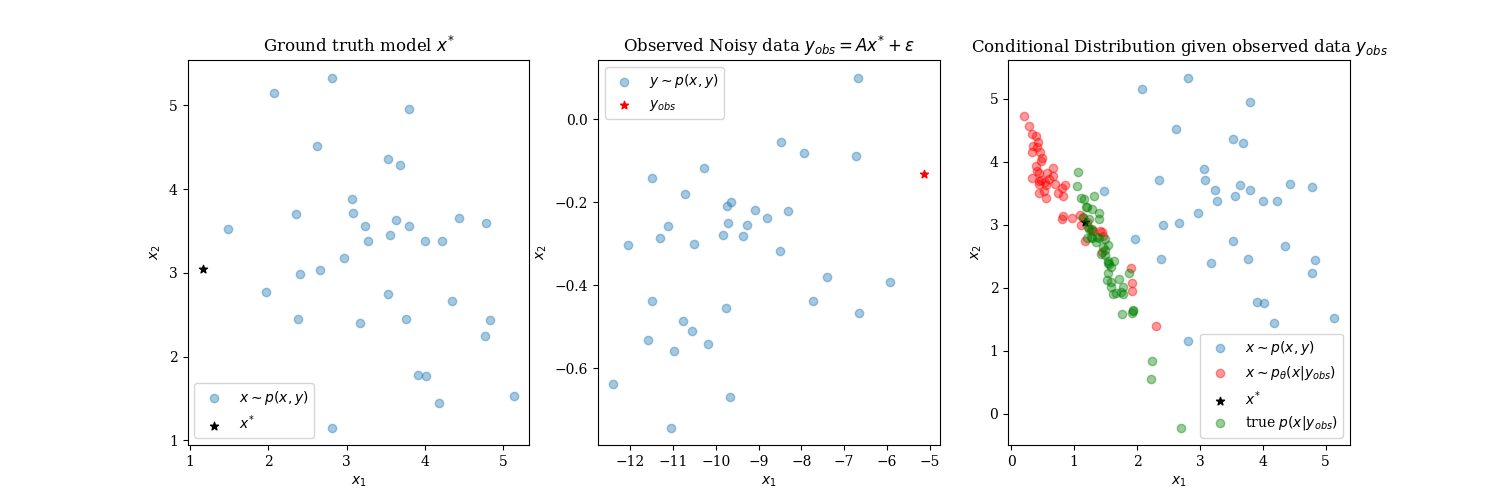 Ground truth model x*
5
4
3
2
1
x₂
1
2
3
4
5
x₁
x ~ p(x, y)
x*
Observed Noisy data y_obs = Ax* + ε
0.0
−0.2
−0.4
−0.6
x₂
−12
−11
−10
−9
−8
−7
−6
−5
x₁
y ~ p(x, y)
y_obs
Conditional Distribution given observed data y_obs
5
4
3
2
1
0
x₂
0
1
2
3
4
5
x₁
x ~ p(x, y)
x ~ p_θ(x|y_obs)
x*
true p(x|y_obs)